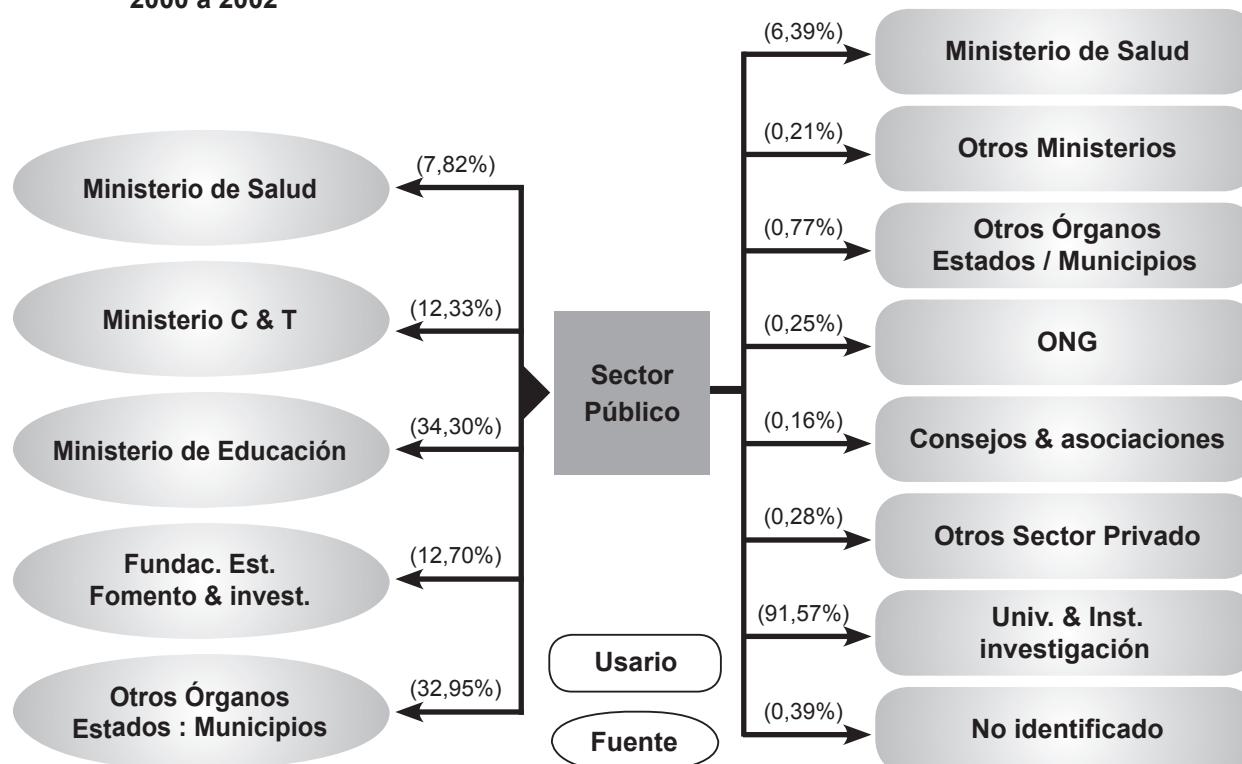 2000 a 2002
(7,82%)
Ministerio de Salud
(12,33%)
Ministerio C & T
(34,30%)
Ministerio de Educación
(12,70%)
Fundac. Est.
Fomento & invest.
(32,95%)
Otros Órganos
Estados : Municipios
Sector
Público
Usario
Fuente
(6,39%)
Ministerio de Salud
(0,21%)
Otros Ministerios
(0,77%)
Otros Órganos
Estados / Municipios
(0,25%)
ONG
(0,16%)
Consejos & asociaciones
(0,28%)
Otros Sector Privado
(91,57%)
Univ. & Inst.
investigación
(0,39%)
No identificado